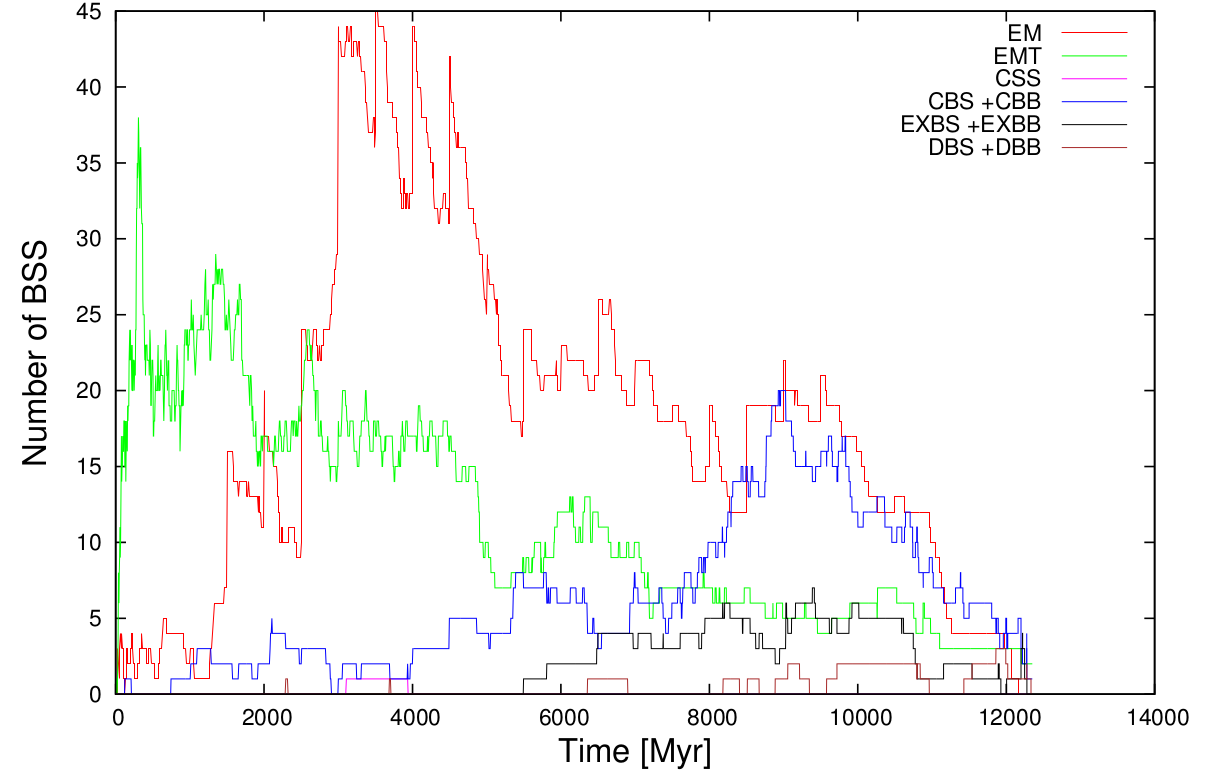 45
40
35
30
25
20
15
10
5
0
Number of BSS
EM
EMT
CSS
CBS +CBB
EXBS +EXBB
DBS +DBB
0 2000 4000 6000 8000 10000 12000 14000
Time [Myr]